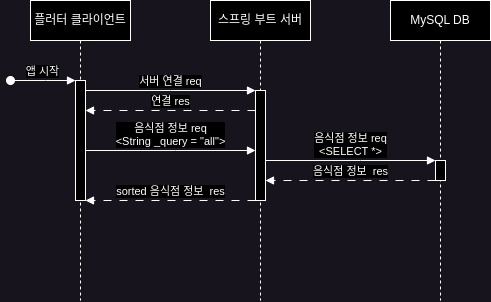 플러터 클라이언트
스프링 부트 서버
MySQL DB
앱 시작
서버 연결 req
연결 res
음식점 정보 req
<String _query = "all">
음식점 정보 req
<SELECT *>
음식점 정보  res
sorted 음식점 정보  res